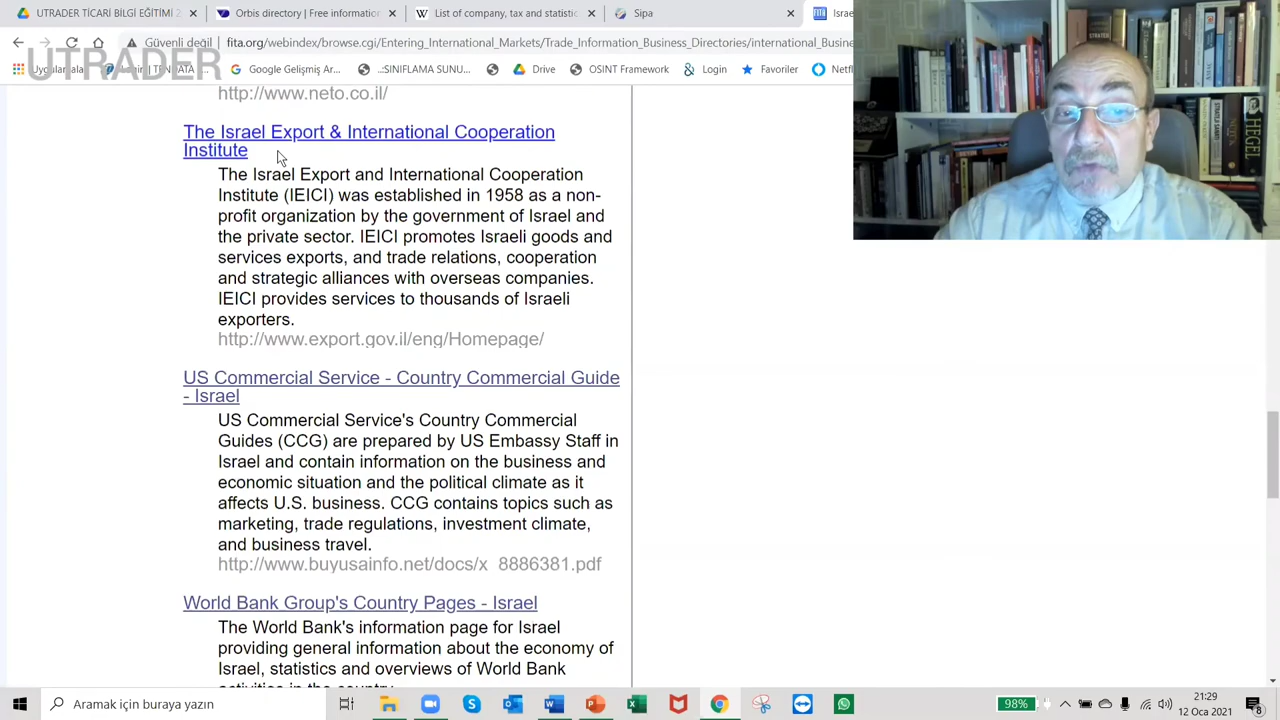 UTRADER TİCARİ BİLGİ EĞİTİMİ
Orbis directory | Free informatio
List of company, tax and statistic
Sipa
Israe
Güvenli değil
fita.org/webindex/browse.cgi/Entering_International_Markets/Trade_Information_Business_Directories/international_Busine
UTRADER
Google Gelişmiş Ar...
..:SINIFLAMA SUNU...
Drive
OSINT Framework
Login
Favoriler
Netfl
http://www.neto.co.il/
The Israel Export & International Cooperation
Institute
The Israel Export and International Cooperation
Institute (IEICI) was established in 1958 as a non-
profit organization by the government of Israel and
the private sector. IEICI promotes Israeli goods and
services exports, and trade relations, cooperation
and strategic alliances with overseas companies.
IEICI provides services to thousands of Israeli
exporters.
http://www.export.gov.il/eng/Homepage/
US Commercial Service - Country Commercial Guide
- Israel
US Commercial Service's Country Commercial
Guides (CCG) are prepared by US Embassy Staff in
Israel and contain information on the business and
economic situation and the political climate as it
affects U.S. business. CCG contains topics such as
marketing, trade regulations, investment climate,
and business travel.
http://www.buyusainfo.net/docs/x_8886381.pdf
World Bank Group's Country Pages - Israel
The World Bank's information page for Israel
providing general information about the economy of
Israel, statistics and overviews of World Bank
activities in the country.
HEGEL
Aramak için buraya yazın
98%
21:29
12 Oca 2021
8